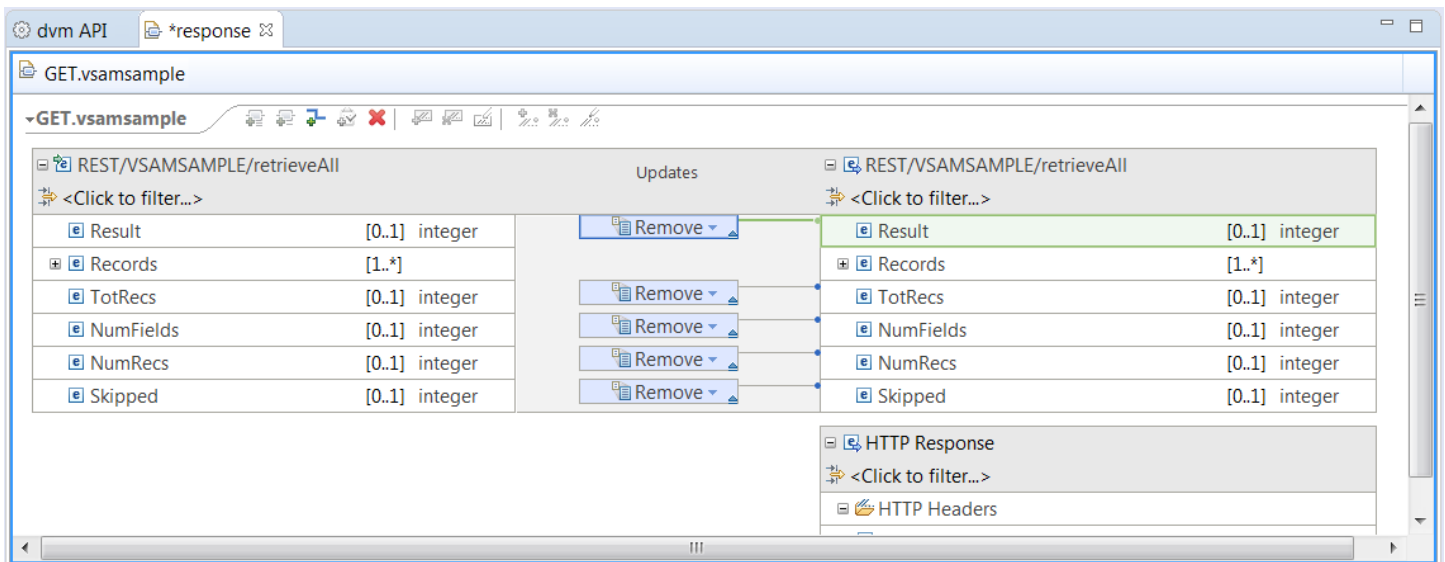 dvm API *response
GET.vsamsample
GET.vsamsample
REST/VSAMSAMPLE/retrieveAll Updates REST/VSAMSAMPLE/retrieveAll
<Click to filter...> <Click to filter...>
Result [0..1] integer Remove Result [0..1] integer
Records [1..*] Records [1..*]
TotRecs [0..1] integer Remove TotRecs [0..1] integer
NumFields [0..1] integer Remove NumFields [0..1] integer
NumRecs [0..1] integer Remove NumRecs [0..1] integer
Skipped [0..1] integer Remove Skipped [0..1] integer
HTTP Response
<Click to filter...>
HTTP Headers